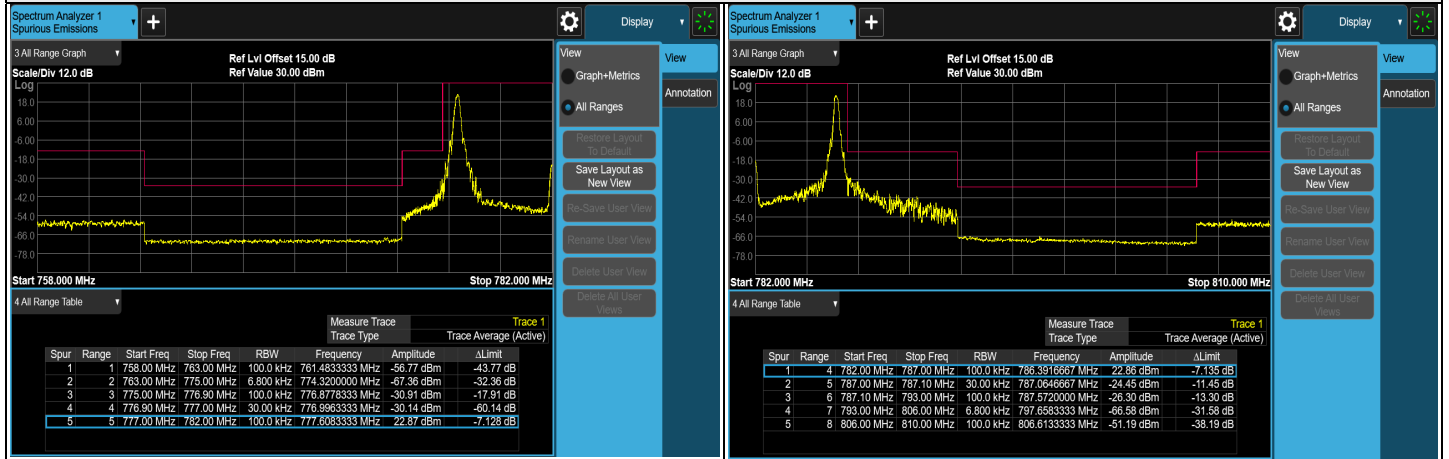 Spectrum Analyzer 1
Spurious Emissions
+
Display
3 All Range Graph
Ref Lvl Offset 15.00 dB
Scale/Div 12.0 dB
Ref Value 30.00 dBm
Log
18.0
6.00
-6.00
-18.0
-30.0
-42.0
-54.0
-66.0
-78.0
Start 758.000 MHz
Stop 782.000 MHz
View
Graph+Metrics
All Ranges
Restore Layout
To Default
Save Layout as
New View
Re-Save User View
Rename User View
Delete User View
Delete All User
Views
View
Annotation
4 All Range Table
Measure Trace Trace 1
Trace Type Trace Average (Active)
Spur Range Start Freq Stop Freq RBW Frequency Amplitude ΔLimit
1 1 758.00 MHz 763.00 MHz 100.0 kHz 761.4833333 MHz -56.77 dBm -43.77 dB
2 2 763.00 MHz 775.00 MHz 6.800 kHz 774.3200000 MHz -67.36 dBm -32.36 dB
3 3 775.00 MHz 776.90 MHz 100.0 kHz 776.8778333 MHz -30.91 dBm -17.91 dB
4 4 776.90 MHz 777.00 MHz 30.00 kHz 776.9963333 MHz -30.14 dBm -60.14 dB
5 5 777.00 MHz 782.00 MHz 100.0 kHz 777.6083333 MHz 22.87 dBm -7.128 dB
Spectrum Analyzer 1
Spurious Emissions
+
Display
3 All Range Graph
Ref Lvl Offset 15.00 dB
Scale/Div 12.0 dB
Ref Value 30.00 dBm
Log
18.0
6.00
-6.00
-18.0
-30.0
-42.0
-54.0
-66.0
-78.0
Start 782.000 MHz
Stop 810.000 MHz
View
Graph+Metrics
All Ranges
Restore Layout
To Default
Save Layout as
New View
Re-Save User View
Rename User View
Delete User View
Delete All User
Views
View
Annotation
4 All Range Table
Measure Trace Trace 1
Trace Type Trace Average (Active)
Spur Range Start Freq Stop Freq RBW Frequency Amplitude ΔLimit
1 4 782.00 MHz 787.00 MHz 100.0 kHz 786.3916667 MHz 22.86 dBm -7.135 dB
2 5 787.00 MHz 787.10 MHz 30.00 kHz 787.0646667 MHz -24.45 dBm -11.45 dB
3 6 787.10 MHz 793.00 MHz 100.0 kHz 787.5720000 MHz -26.30 dBm -13.30 dB
4 7 793.00 MHz 806.00 MHz 6.800 kHz 797.6583333 MHz -66.58 dBm -31.58 dB
5 8 806.00 MHz 810.00 MHz 100.0 kHz 806.6133333 MHz -51.19 dBm -38.19 dB